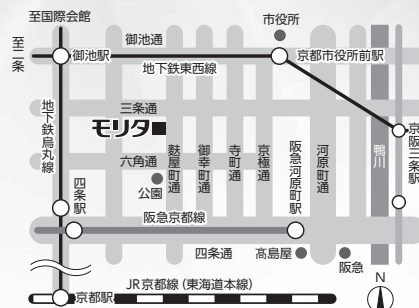 至国際会館
市役所
至二条
御池通
御池駅
京都市役所前駅
地下鉄東西線
地下鉄烏丸線
三条通
モリタ
六角通
公園
麩屋町通
御幸町通
寺町通
京極通
阪急河原町駅
河原町通
鴨川
京阪三条駅
四条駅
阪急京都線
四条通
髙島屋
阪急
JR京都線（東海道本線）
京都駅
N